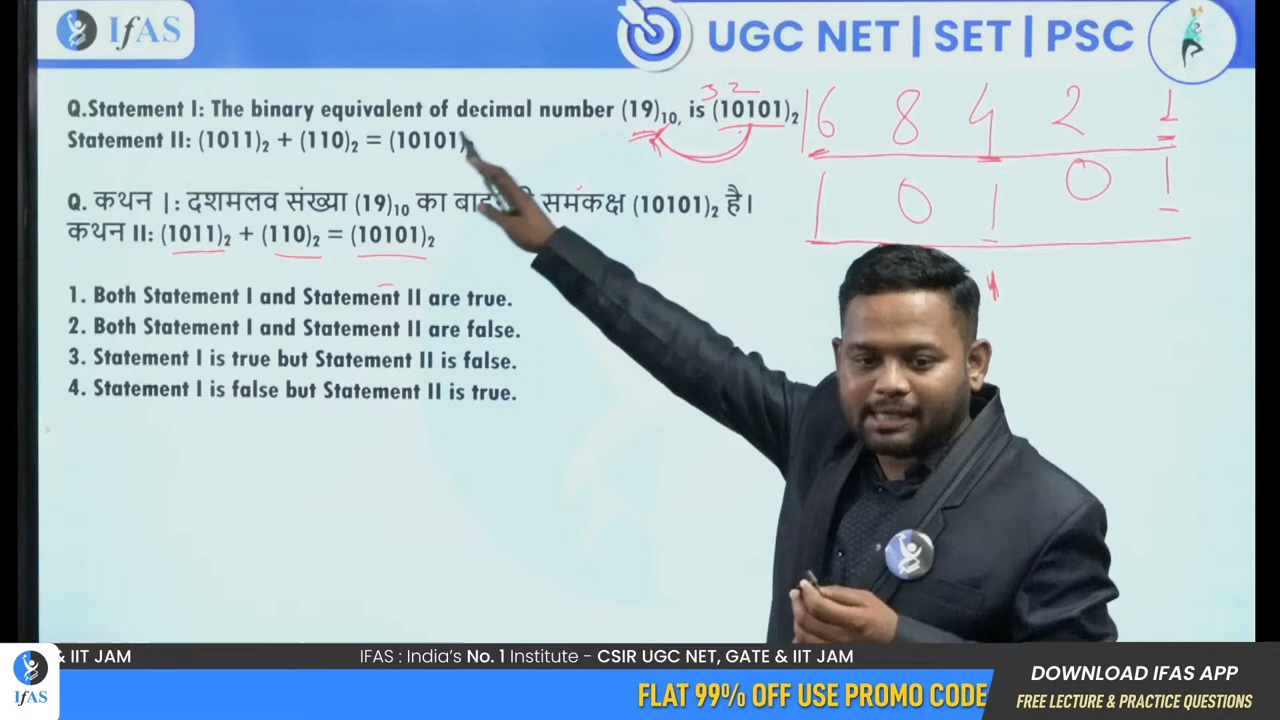 IfAS
UGC NET | SET | PSC
Q.Statement I: The binary equivalent of decimal number (19)₁₀, is (10101)₂
Statement II: (1011)₂ + (110)₂ = (10101)
32
16 8 4 2 1
1 0 1 0 1
4
Q. कथन I: दशमलव संख्या (19)₁₀ का समकक्ष (10101)₂ है।
कथन II: (1011)₂ + (110)₂ = (10101)₂
1. Both Statement I and Statement II are true.
2. Both Statement I and Statement II are false.
3. Statement I is true but Statement II is false.
4. Statement I is false but Statement II is true.
& IIT JAM
IFAS : India's No. 1 Institute - CSIR UGC NET, GATE & IIT JAM
IfAS
FLAT 99% OFF USE PROMO CODE
DOWNLOAD IFAS APP
FREE LECTURE & PRACTICE QUESTIONS